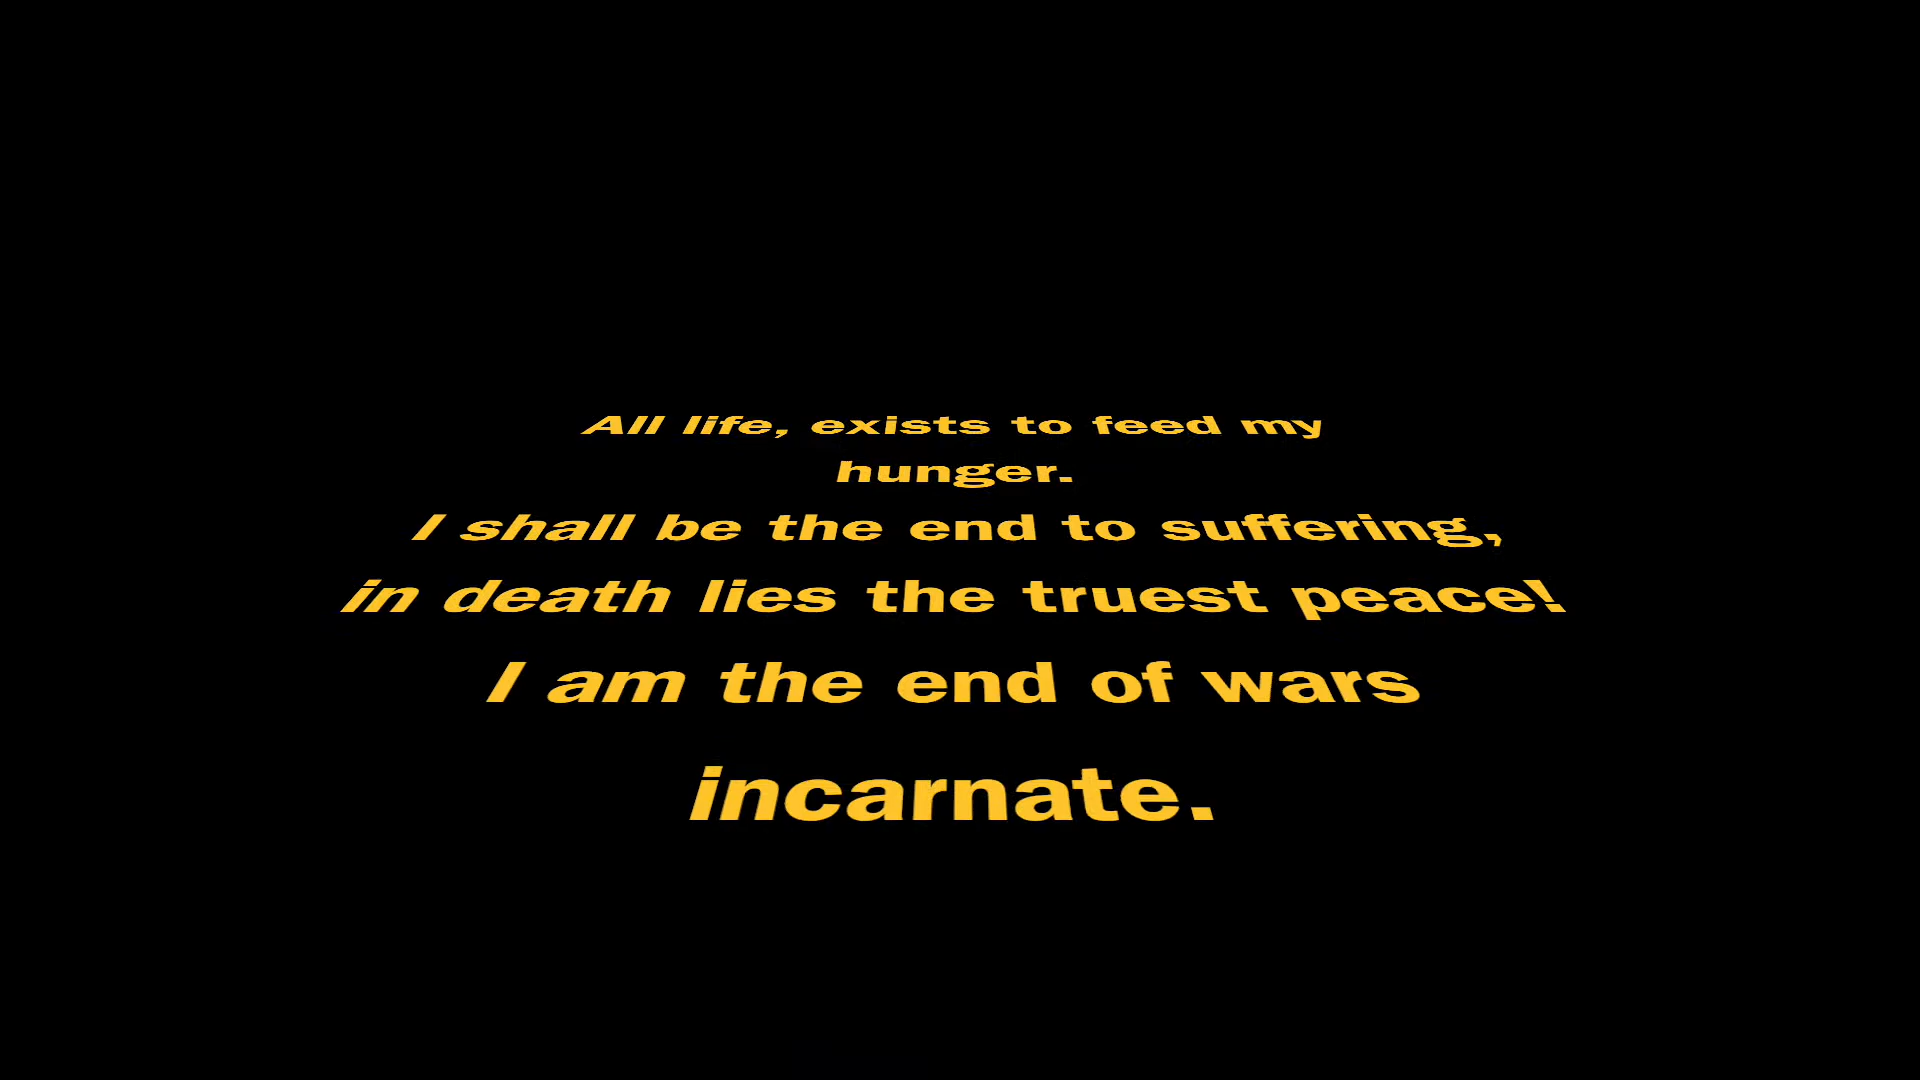 All life, exists to feed my
hunger.
I shall be the end to suffering,
in death lies the truest peace!
I am the end of wars
incarnate.